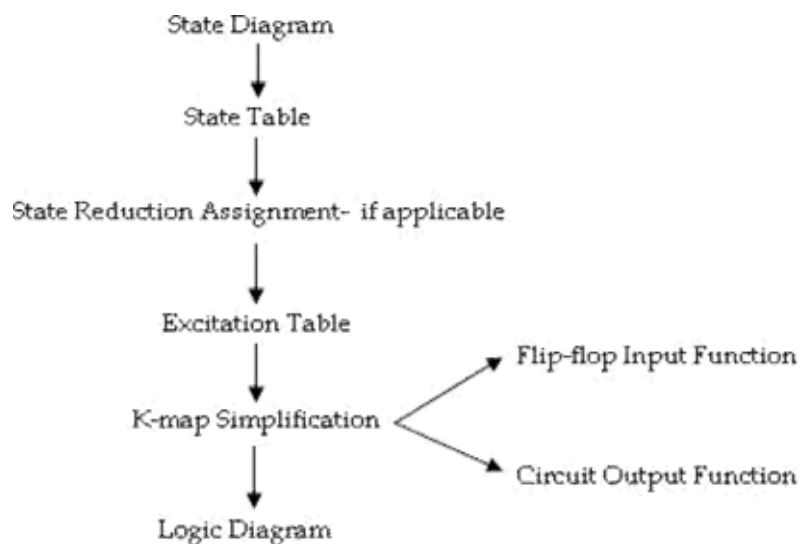 State Diagram
State Table
State Reduction Assignment- if applicable
Excitation Table
Flip-flop Input Function
K-map Simplification
Circuit Output Function
Logic Diagram